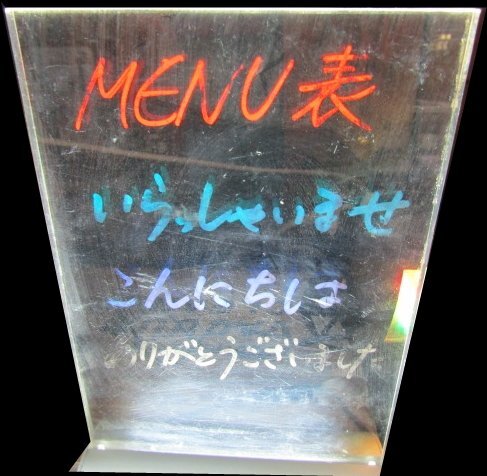 MENU表
いらっしゃいませ
こんにちは
ありがとうございました